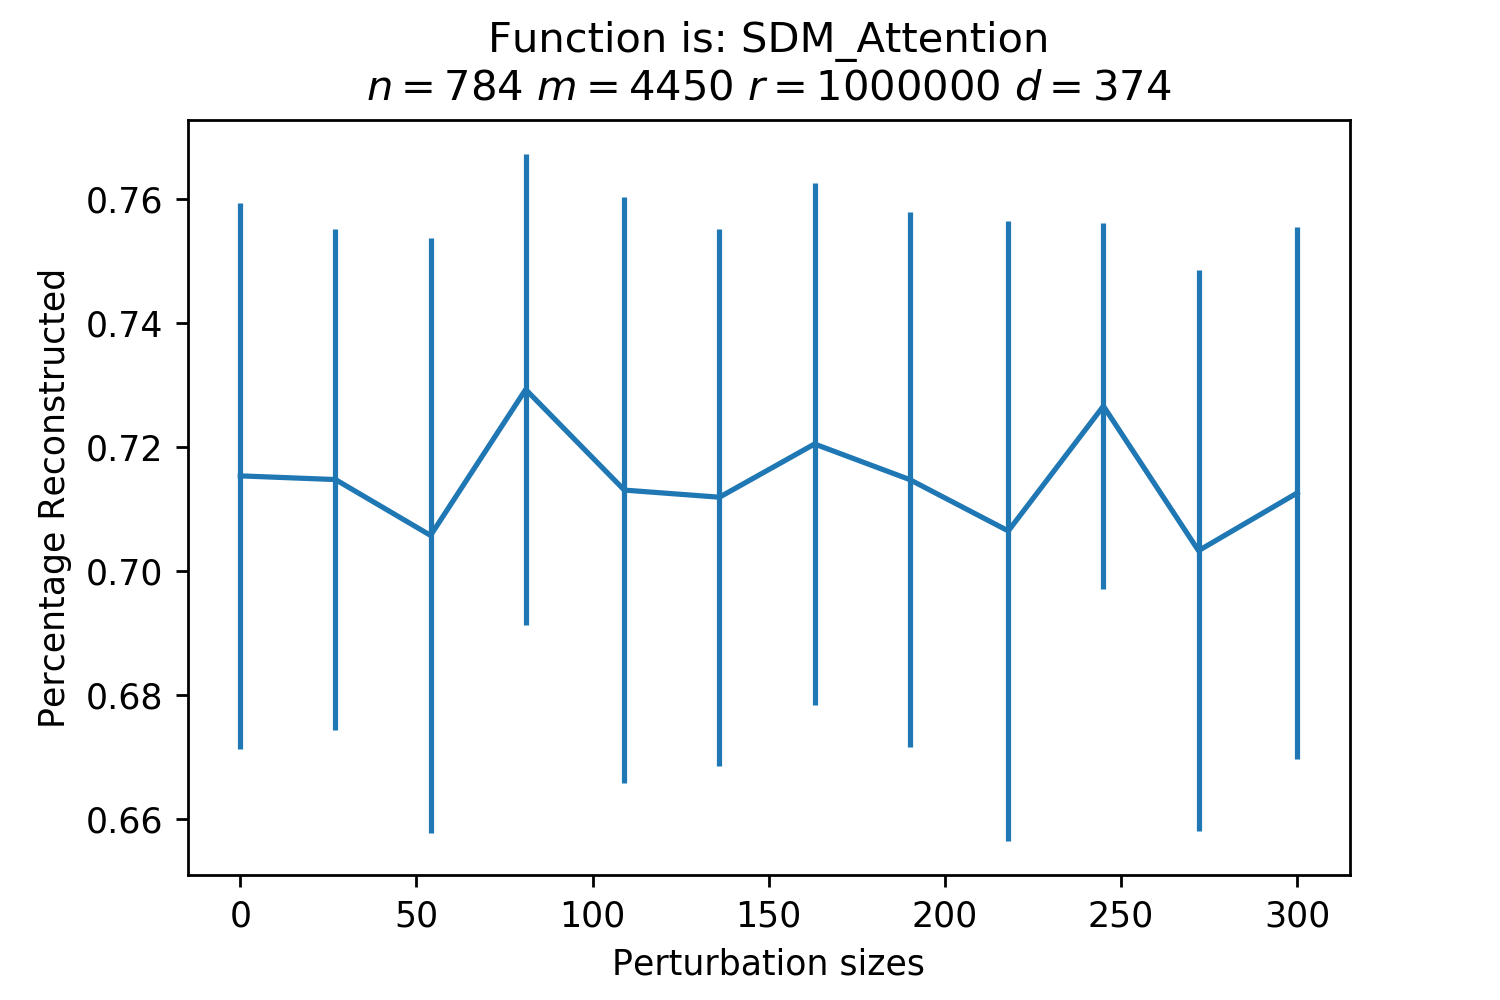 Function is: SDM_Attention
n = 784 m = 4450 r = 1000000 d = 374
Percentage Reconstructed
0.76
0.74
0.72
0.70
0.68
0.66
0 50 100 150 200 250 300
Perturbation sizes